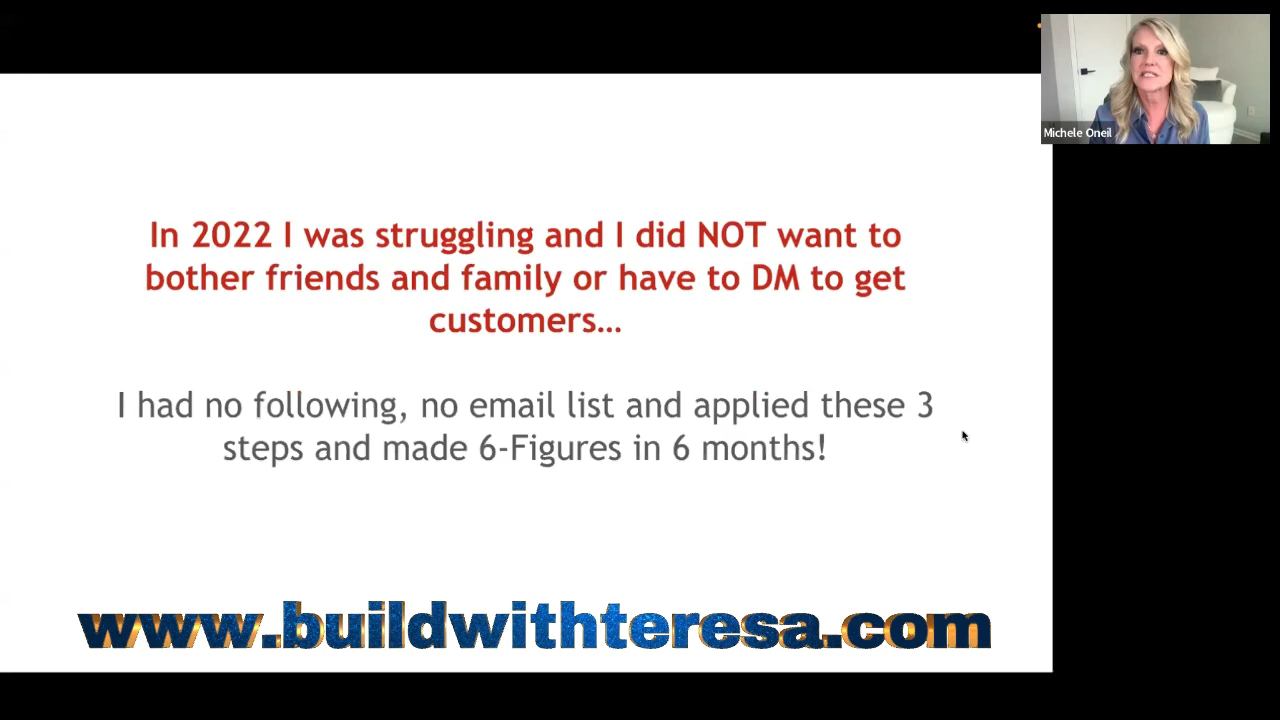 Michele Oneil
In 2022 I was struggling and I did NOT want to
bother friends and family or have to DM to get
customers...
I had no following, no email list and applied these 3
steps and made 6-Figures in 6 months!
www.buildwithteresa.com